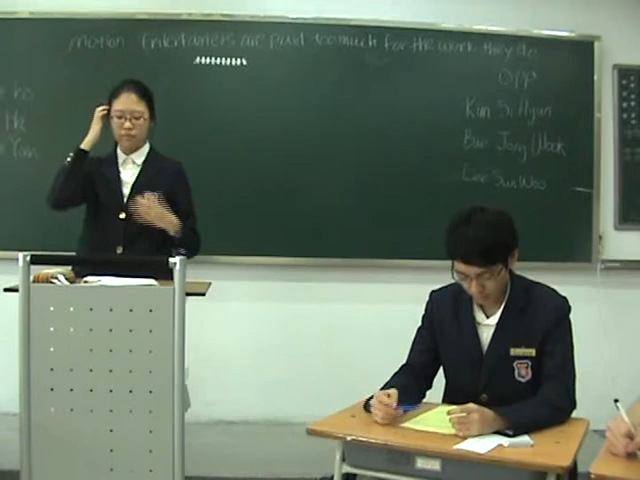 motion Entertainers are paid too much for the work they do
OPP
Kim Si Hyun
Bae Jong Wook
Lee Sun Woo